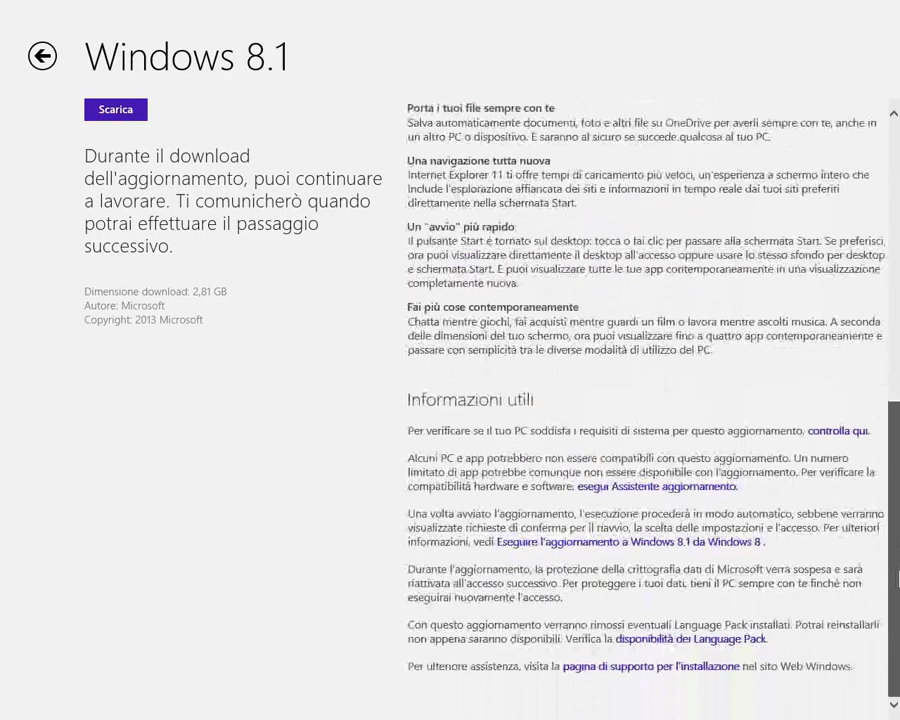 Windows 8.1
Scarica
Durante il download
dell'aggiornamento, puoi continuare
a lavorare. Ti comunicherò quando
potrai effettuare il passaggio
successivo.
Dimensione download: 2,81 GB
Autore: Microsoft
Copyright: 2013 Microsoft
Porta i tuoi file sempre con te
Salva automaticamente documenti, foto e altri file su OneDrive per averli sempre con te, anche in
un altro PC o dispositivo. E saranno al sicuro se succede qualcosa al tuo PC.
Una navigazione tutta nuova
Internet Explorer 11 ti offre tempi di caricamento più veloci, un'esperienza a schermo intero che
include l'esplorazione affiancata dei siti e informazioni in tempo reale dai tuoi siti preferiti
direttamente nella schermata Start.
Un "avvio" più rapido
Il pulsante Start è tornato sul desktop: tocca o fai clic per passare alla schermata Start. Se preferisci,
ora puoi visualizzare direttamente il desktop all'accesso oppure usare lo stesso sfondo per desktop
e schermata Start. E puoi visualizzare tutte le tue app contemporaneamente in una visualizzazione
completamente nuova.
Fai più cose contemporaneamente
Chatta mentre giochi, fai acquisti mentre guardi un film o lavora mentre ascolti musica. A seconda
delle dimensioni del tuo schermo, ora puoi visualizzare fino a quattro app contemporaneamente e
passare con semplicità tra le diverse modalità di utilizzo del PC.
Informazioni utili
Per verificare se il tuo PC soddisfa i requisiti di sistema per questo aggiornamento, controlla qui.
Alcuni PC e app potrebbero non essere compatibili con questo aggiornamento. Un numero
limitato di app potrebbe comunque non essere disponibile con l'aggiornamento. Per verificare la
compatibilità hardware e software, esegui Assistente aggiornamento.
Una volta avviato l'aggiornamento, l'esecuzione procederà in modo automatico, sebbene verranno
visualizzate richieste di conferma per il riavvio, la scelta delle impostazioni e l'accesso. Per ulteriori
informazioni, vedi Eseguire l'aggiornamento a Windows 8.1 da Windows 8 .
Durante l'aggiornamento, la protezione della crittografia dati di Microsoft verrà sospesa e sarà
riattivata all'accesso successivo. Per proteggere i tuoi dati, tieni il PC sempre con te finché non
eseguirai nuovamente l'accesso.
Con questo aggiornamento verranno rimossi eventuali Language Pack installati. Potrai reinstallarli
non appena saranno disponibili. Verifica la disponibilità dei Language Pack.
Per ulteriore assistenza, visita la pagina di supporto per l'installazione nel sito Web Windows.